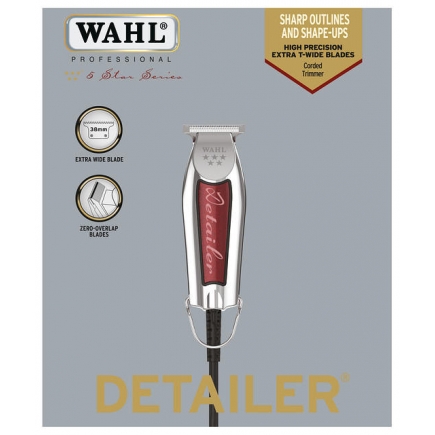 WAHL®
PROFESSIONAL
5 Star Series
SHARP OUTLINES
AND SHAPE-UPS
HIGH PRECISION
EXTRA T-WIDE BLADES
Corded
Trimmer
38mm
EXTRA WIDE BLADE
ZERO-OVERLAP
BLADES
WAHL
Detailer
DETAILER®